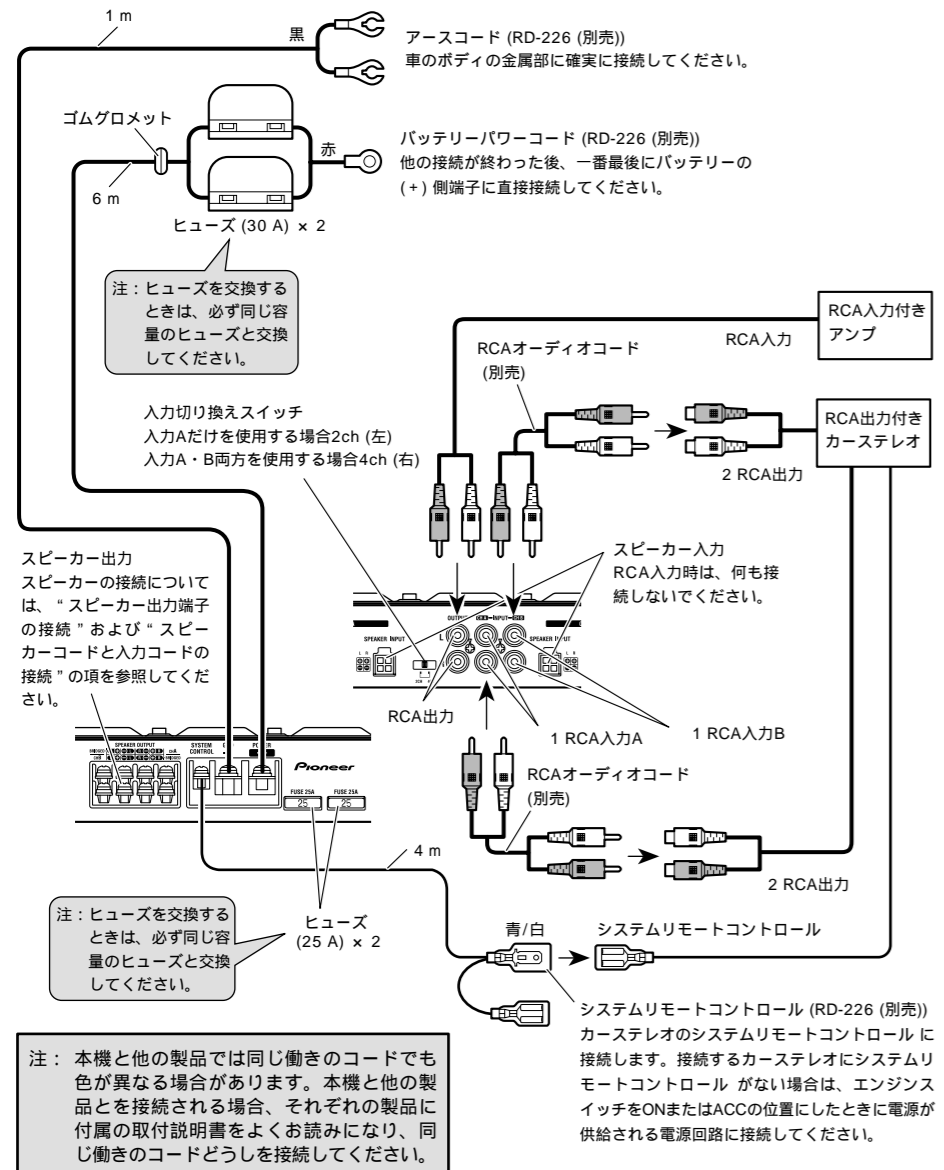 1 m
黒
アースコード (RD-226 (別売))
車のボディの金属部に確実に接続してください。
ゴムグロメット
赤
バッテリーパワーコード (RD-226 (別売))
他の接続が終わった後、一番最後にバッテリーの
(+) 側端子に直接接続してください。
6 m
ヒューズ (30 A) × 2
注：ヒューズを交換する
ときは、必ず同じ容
量のヒューズと交換
してください。
RCA入力
RCA入力付き
アンプ
RCAオーディオコード
(別売)
入力切り換えスイッチ
入力Aだけを使用する場合2ch (左)
入力A・B両方を使用する場合4ch (右)
RCA出力付き
カーステレオ
2 RCA出力
スピーカー出力
スピーカーの接続について
は、“スピーカー出力端子
の接続”および“スピー
カーコードと入力コードの
接続”の項を参照してくだ
さい。
スピーカー入力
RCA入力時は、何も接
続しないでください。
OUTPUT CH A INPUT CH B
SPEAKER INPUT
SPEAKER INPUT
L R
L
L R
RCA出力
1 RCA入力A
1 RCA入力B
SPEAKER OUTPUT
SYSTEM
CONTROL
Pioneer
FUSE 25A
FUSE 25A
25
25
RCAオーディオコード
(別売)
4 m
2 RCA出力
注：ヒューズを交換する
ときは、必ず同じ容
量のヒューズと交換
してください。
ヒューズ
(25 A) × 2
青/白
システムリモートコントロール
システムリモートコントロール (RD-226 (別売))
カーステレオのシステムリモートコントロール に
接続します。接続するカーステレオにシステムリ
モートコントロール がない場合は、エンジンス
イッチをONまたはACCの位置にしたときに電源が
供給される電源回路に接続してください。
注： 本機と他の製品では同じ働きのコードでも
色が異なる場合があります。本機と他の製
品とを接続される場合、それぞれの製品に
付属の取付説明書をよくお読みになり、同
じ働きのコードどうしを接続してください。